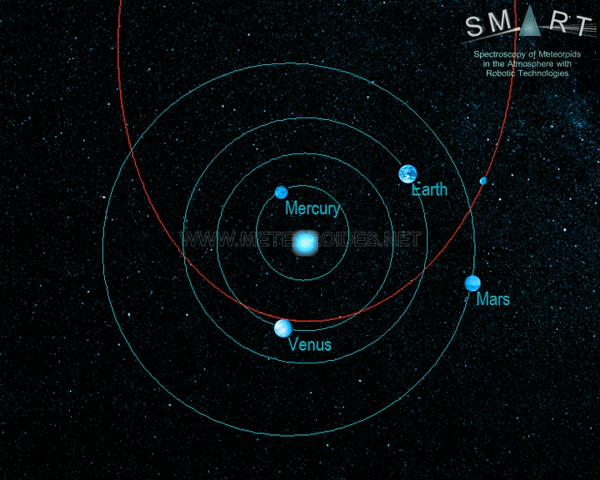 SMART
Spectroscopy of Meteoroids
in the Atmosphere with
Robotic Technologies
Earth
Mercury
WWW.METEOROIDES.NET
Mars
Venus